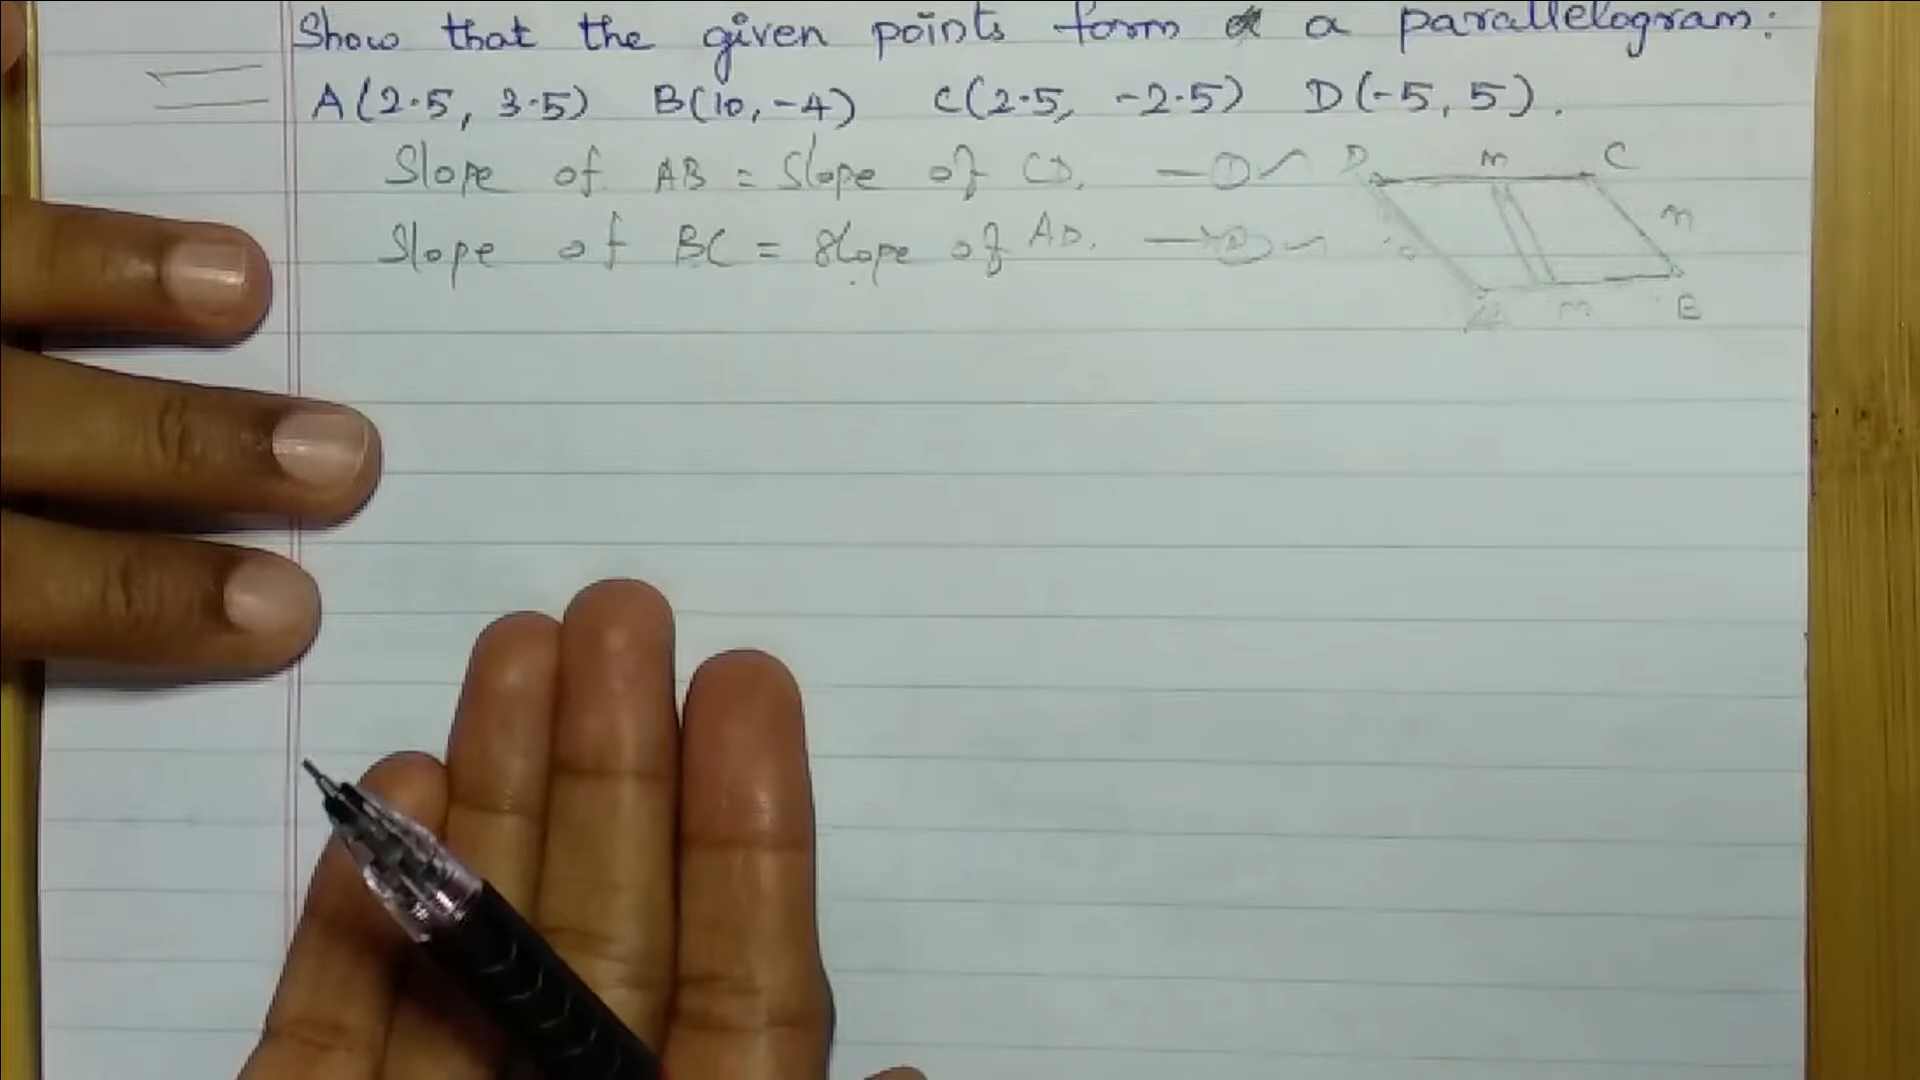 Show that the given points form a parallelogram:
A(2.5, 3.5) B(10, -4) C(2.5, -2.5) D(-5, 5).
Slope of AB = Slope of CD. — ①
Slope of BC = Slope of AD. — ②
D m C
n
m B